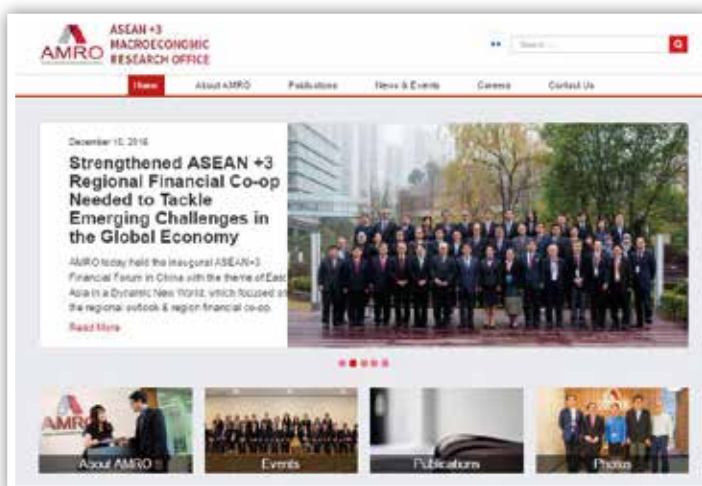 ASEAN +3
MACROECONOMIC
RESEARCH OFFICE
AMRO
Search ...
Home About AMRO Publications News & Events Careers Contact Us
December 10, 2016
Strengthened ASEAN +3
Regional Financial Co-op
Needed to Tackle
Emerging Challenges in
the Global Economy
AMRO today held the inaugural ASEAN+3
Financial Forum in China with the theme of East
Asia in a Dynamic New World, which focused on
the regional outlook & region financial co-op.
Read More
AMRO
About AMRO Events Publications Photos